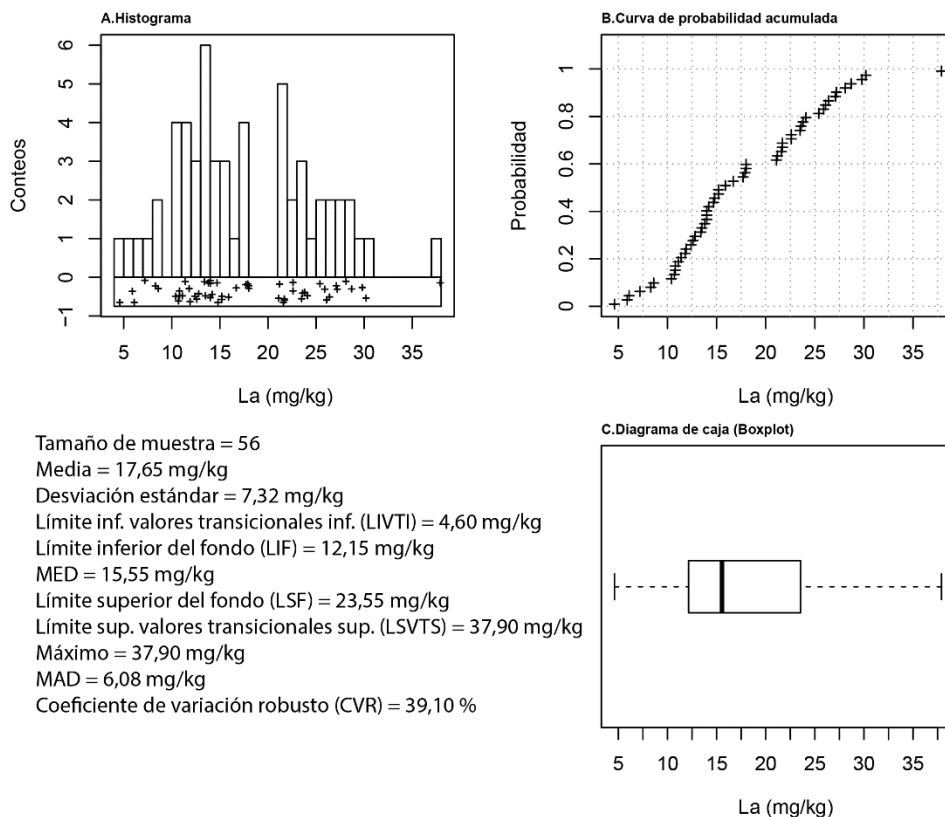 A.Histograma
6
5
4
3
2
1
0
−1
Conteos
5 10 15 20 25 30 35
La (mg/kg)
B.Curva de probabilidad acumulada
1
0.8
0.6
0.4
0.2
0
Probabilidad
5 10 15 20 25 30 35
La (mg/kg)
Tamaño de muestra = 56
Media = 17,65 mg/kg
Desviación estándar = 7,32 mg/kg
Límite inf. valores transicionales inf. (LIVTI) = 4,60 mg/kg
Límite inferior del fondo (LIF) = 12,15 mg/kg
MED = 15,55 mg/kg
Límite superior del fondo (LSF) = 23,55 mg/kg
Límite sup. valores transicionales sup. (LSVTS) = 37,90 mg/kg
Máximo = 37,90 mg/kg
MAD = 6,08 mg/kg
Coeficiente de variación robusto (CVR) = 39,10 %
C.Diagrama de caja (Boxplot)
5 10 15 20 25 30 35
La (mg/kg)